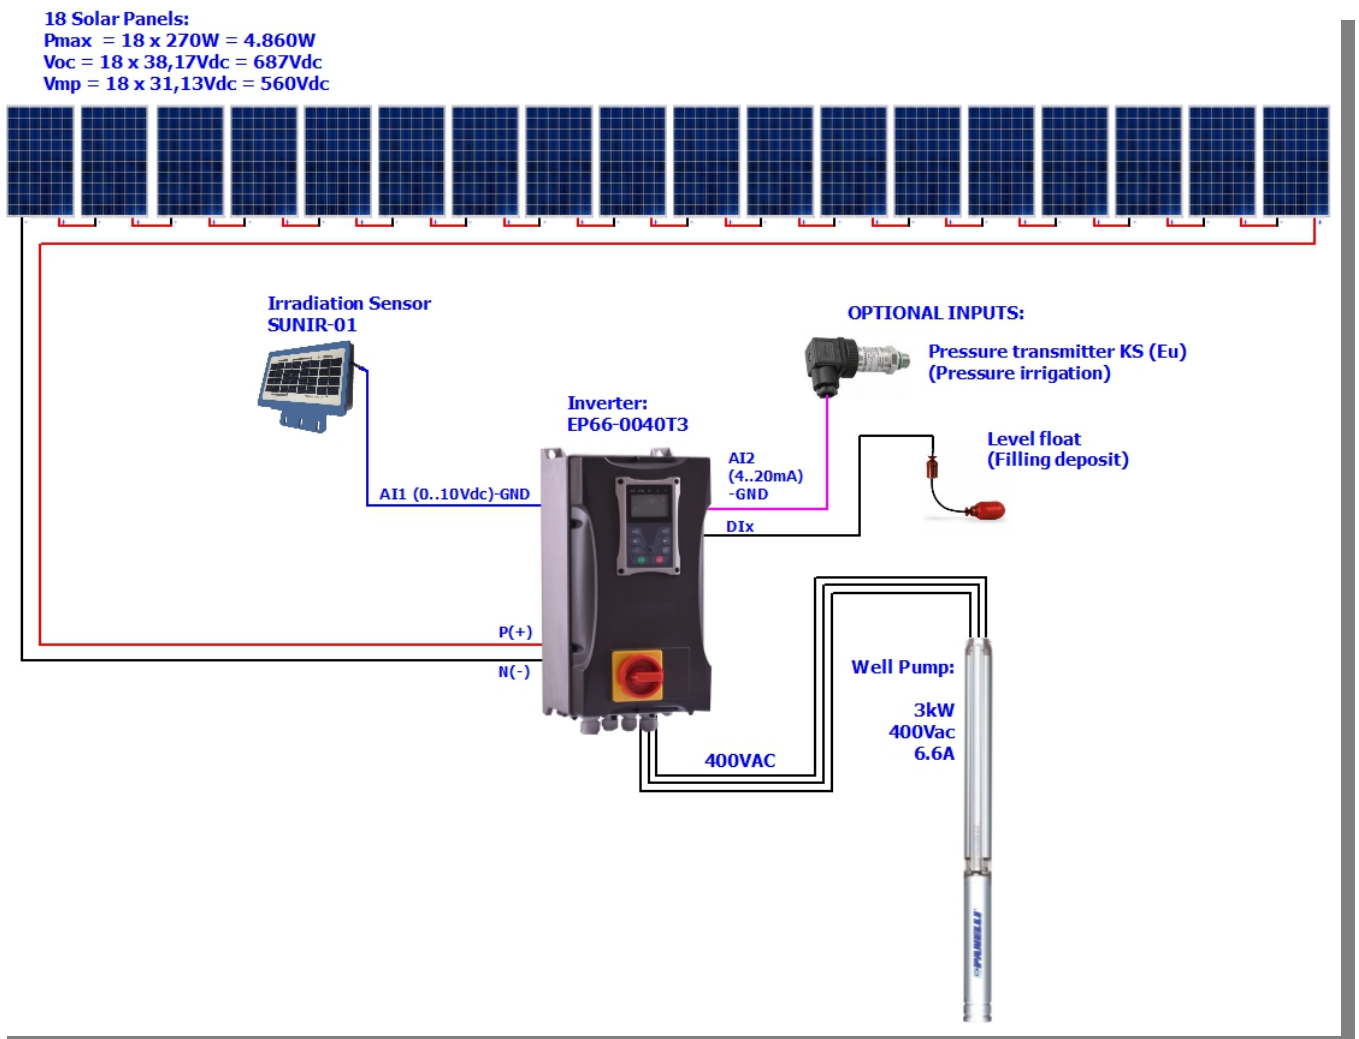 18 Solar Panels:
Pmax = 18 x 270W = 4.860W
Voc = 18 x 38,17Vdc = 687Vdc
Vmp = 18 x 31,13Vdc = 560Vdc
Irradiation Sensor
SUNIR-01
OPTIONAL INPUTS:
Pressure transmitter KS (Eu)
(Pressure irrigation)
Inverter:
EP66-0040T3
Level float
(Filling deposit)
AI2
(4..20mA)
-GND
AI1 (0..10Vdc)-GND
DIx
P(+)
N(-)
Well Pump:
3kW
400Vac
6.6A
400VAC
PANELLI